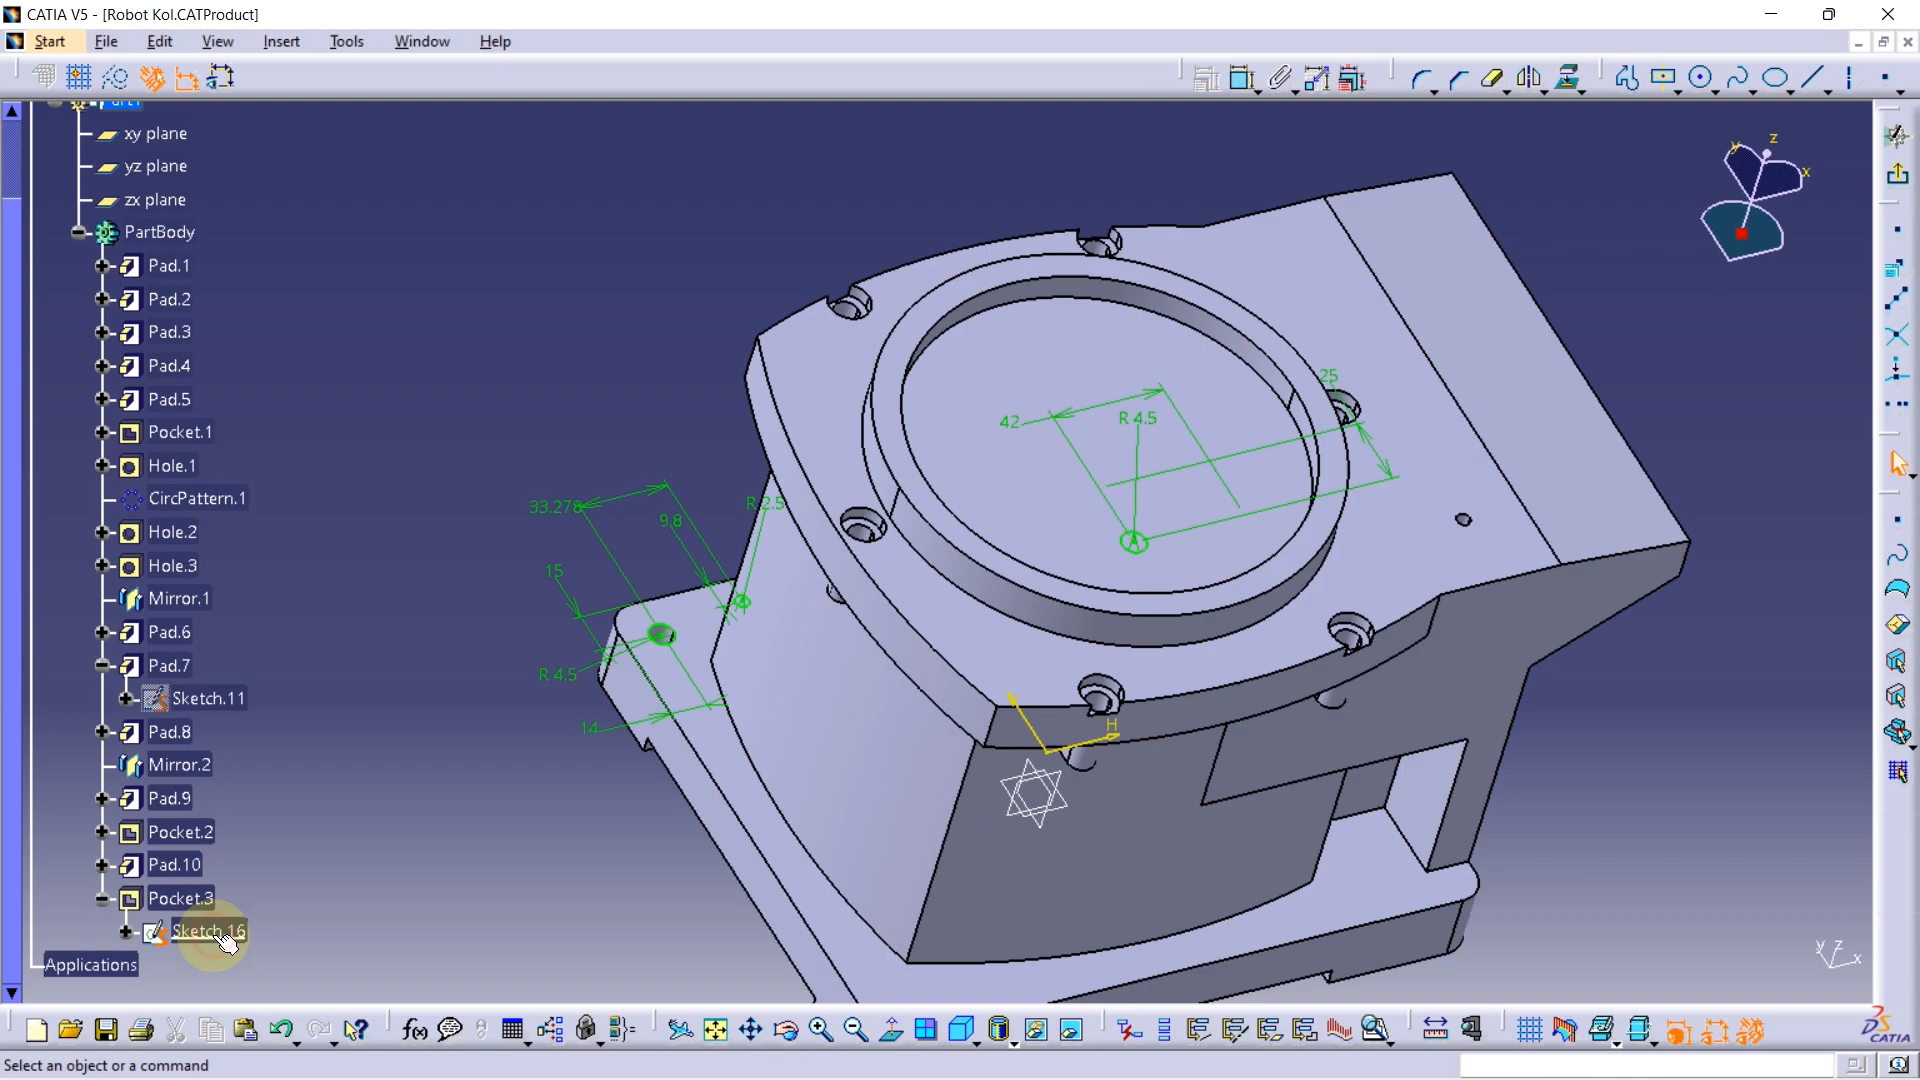 CATIA V5 - [Robot Kol.CATProduct]
Start File Edit View Insert Tools Window Help
xy plane
yz plane
zx plane
PartBody
Pad.1
Pad.2
Pad.3
Pad.4
Pad.5
Pocket.1
Hole.1
CircPattern.1
Hole.2
Hole.3
Mirror.1
Pad.6
Pad.7
Sketch.11
Pad.8
Mirror.2
Pad.9
Pocket.2
Pad.10
Pocket.3
Sketch.16
Applications
z
y
x
25
42
R 4.5
33.278
9.8
R 2.5
15
R 4.5
14
H
y z x
f(x)
CATIA
Select an object or a command